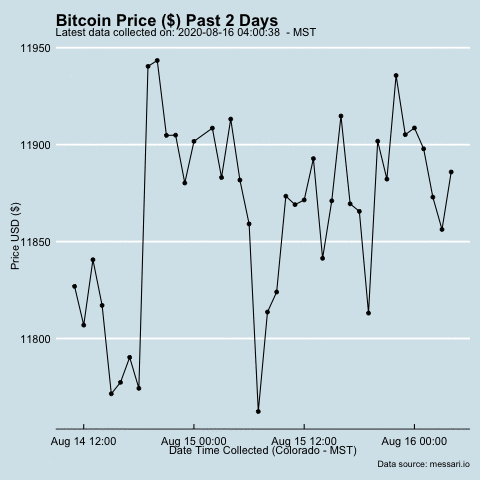 Bitcoin Price ($) Past 2 Days
Latest data collected on: 2020-08-16 04:00:38  - MST
11950
11900
11850
11800
Price USD ($)
Aug 14 12:00 Aug 15 00:00 Aug 15 12:00 Aug 16 00:00
Date Time Collected (Colorado - MST)
Data source: messari.io